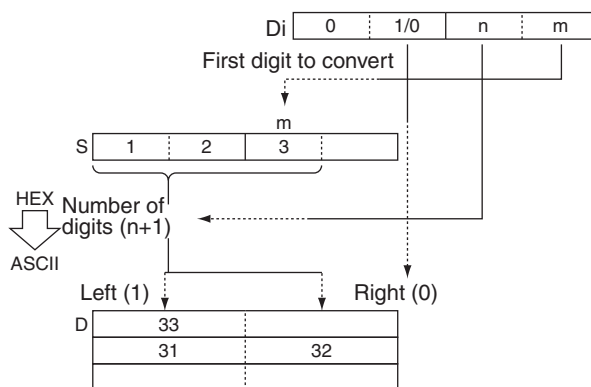 Di 0 1/0 n m
First digit to convert
m
S 1 2 3
HEX
Number of
digits (n+1)
ASCII
Left (1) Right (0)
D 33
31 32